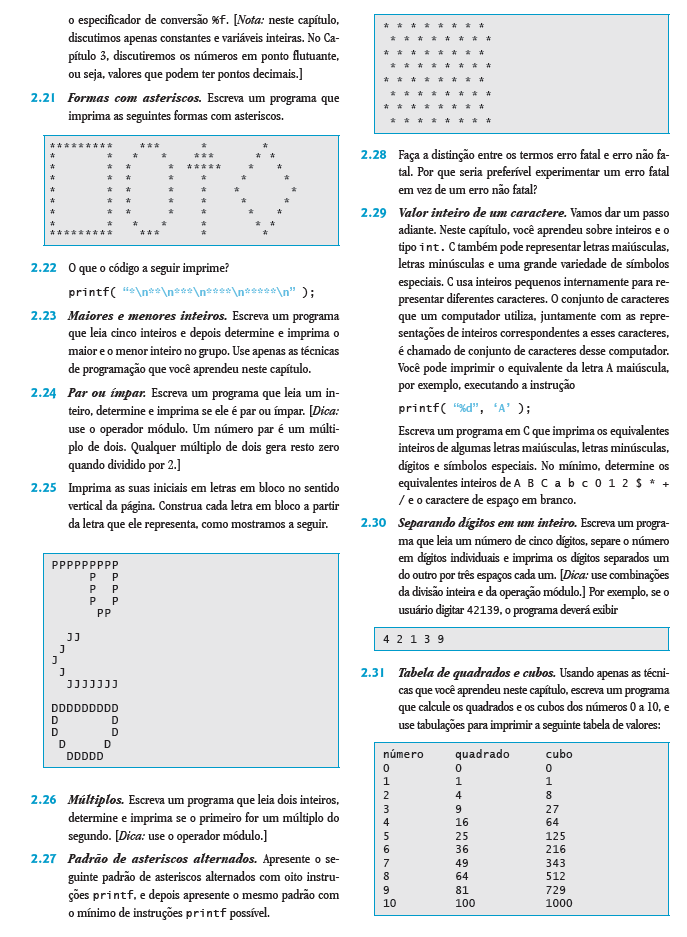 o especificador de conversão %f. [Nota: neste capítulo,
discutimos apenas constantes e variáveis inteiras. No Ca-
pítulo 3, discutiremos os números em ponto flutuante,
ou seja, valores que podem ter pontos decimais.]
2.21 Formas com asteriscos. Escreva um programa que
imprima as seguintes formas com asteriscos.
*********    ***      *        *
*       *   *   *    ***      * *
*       *  *     *  *****    *   *
*       *  *     *    *     *     *
*       *  *     *    *    *       *
*       *  *     *    *     *     *
*       *  *     *    *      *   *
*       *   *   *     *       * *
*********    ***      *        *
2.22 O que o código a seguir imprime?
printf( “*\n**\n***\n****\n*****\n” );
2.23 Maiores e menores inteiros. Escreva um programa
que leia cinco inteiros e depois determine e imprima o
maior e o menor inteiro no grupo. Use apenas as técnicas
de programação que você aprendeu neste capítulo.
2.24 Par ou ímpar. Escreva um programa que leia um in-
teiro, determine e imprima se ele é par ou ímpar. [Dica:
use o operador módulo. Um número par é um múlti-
plo de dois. Qualquer múltiplo de dois gera resto zero
quando dividido por 2.]
2.25 Imprima as suas iniciais em letras em bloco no sentido
vertical da página. Construa cada letra em bloco a partir
da letra que ele representa, como mostramos a seguir.
PPPPPPPPP
     P  P
     P  P
     P  P
      PP
  JJ
 J
J
 J
  JJJJJJJ
DDDDDDDDD
D       D
D       D
 D     D
  DDDDD
2.26 Múltiplos. Escreva um programa que leia dois inteiros,
determine e imprima se o primeiro for um múltiplo do
segundo. [Dica: use o operador módulo.]
2.27 Padrão de asteriscos alternados. Apresente o se-
guinte padrão de asteriscos alternados com oito instru-
ções printf, e depois apresente o mesmo padrão com
o mínimo de instruções printf possível.
* * * * * * * *
 * * * * * * * *
* * * * * * * *
 * * * * * * * *
* * * * * * * *
 * * * * * * * *
* * * * * * * *
 * * * * * * * *
2.28 Faça a distinção entre os termos erro fatal e erro não fa-
tal. Por que seria preferível experimentar um erro fatal
em vez de um erro não fatal?
2.29 Valor inteiro de um caractere. Vamos dar um passo
adiante. Neste capítulo, você aprendeu sobre inteiros e o
tipo int. C também pode representar letras maiúsculas,
letras minúsculas e uma grande variedade de símbolos
especiais. C usa inteiros pequenos internamente para re-
presentar diferentes caracteres. O conjunto de caracteres
que um computador utiliza, juntamente com as repre-
sentações de inteiros correspondentes a esses caracteres,
é chamado de conjunto de caracteres desse computador.
Você pode imprimir o equivalente da letra A maiúscula,
por exemplo, executando a instrução
printf( “%d”, ‘A’ );
Escreva um programa em C que imprima os equivalentes
inteiros de algumas letras maiúsculas, letras minúsculas,
dígitos e símbolos especiais. No mínimo, determine os
equivalentes inteiros de A B C a b c 0 1 2 $ * +
/ e o caractere de espaço em branco.
2.30 Separando dígitos em um inteiro. Escreva um progra-
ma que leia um número de cinco dígitos, separe o número
em dígitos individuais e imprima os dígitos separados um
do outro por três espaços cada um. [Dica: use combinações
da divisão inteira e da operação módulo.] Por exemplo, se o
usuário digitar 42139, o programa deverá exibir
4 2 1 3 9
2.31 Tabela de quadrados e cubos. Usando apenas as técni-
cas que você aprendeu neste capítulo, escreva um programa
que calcule os quadrados e os cubos dos números 0 a 10, e
use tabulações para imprimir a seguinte tabela de valores:
número quadrado cubo
0 0 0
1 1 1
2 4 8
3 9 27
4 16 64
5 25 125
6 36 216
7 49 343
8 64 512
9 81 729
10 100 1000